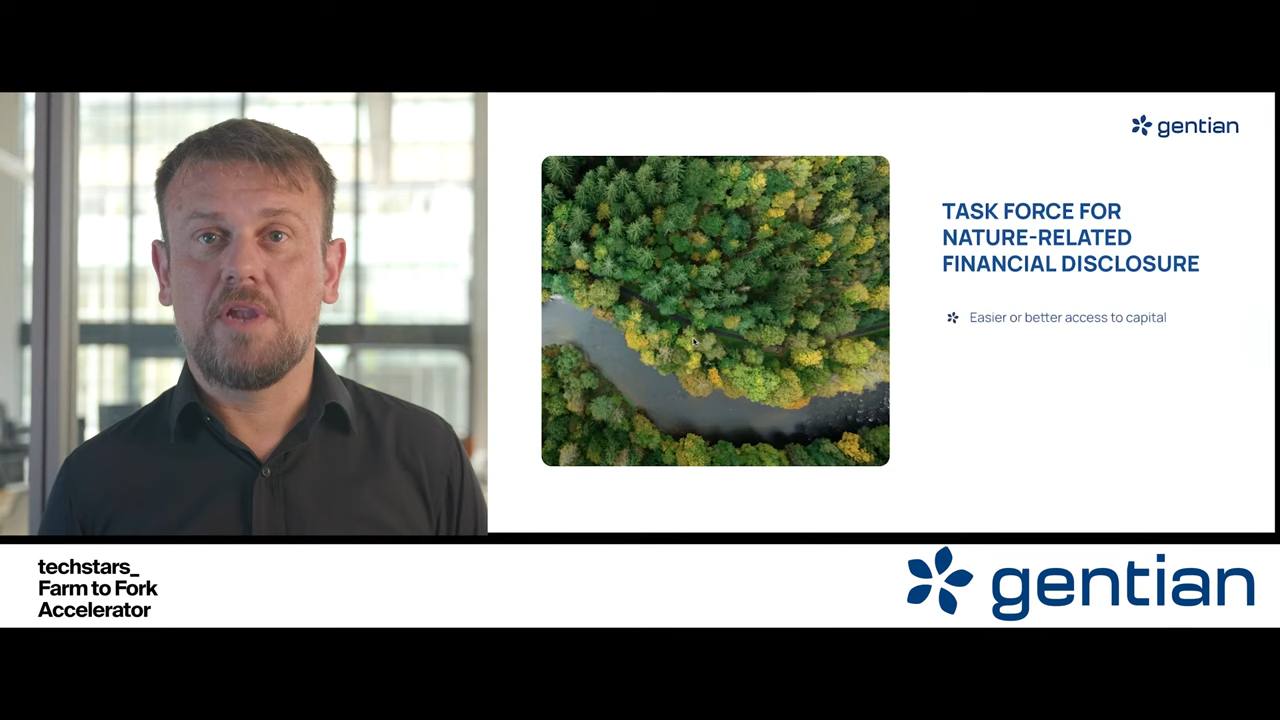 gentian
TASK FORCE FOR
NATURE-RELATED
FINANCIAL DISCLOSURE
Easier or better access to capital
techstars_
Farm to Fork
Accelerator
gentian